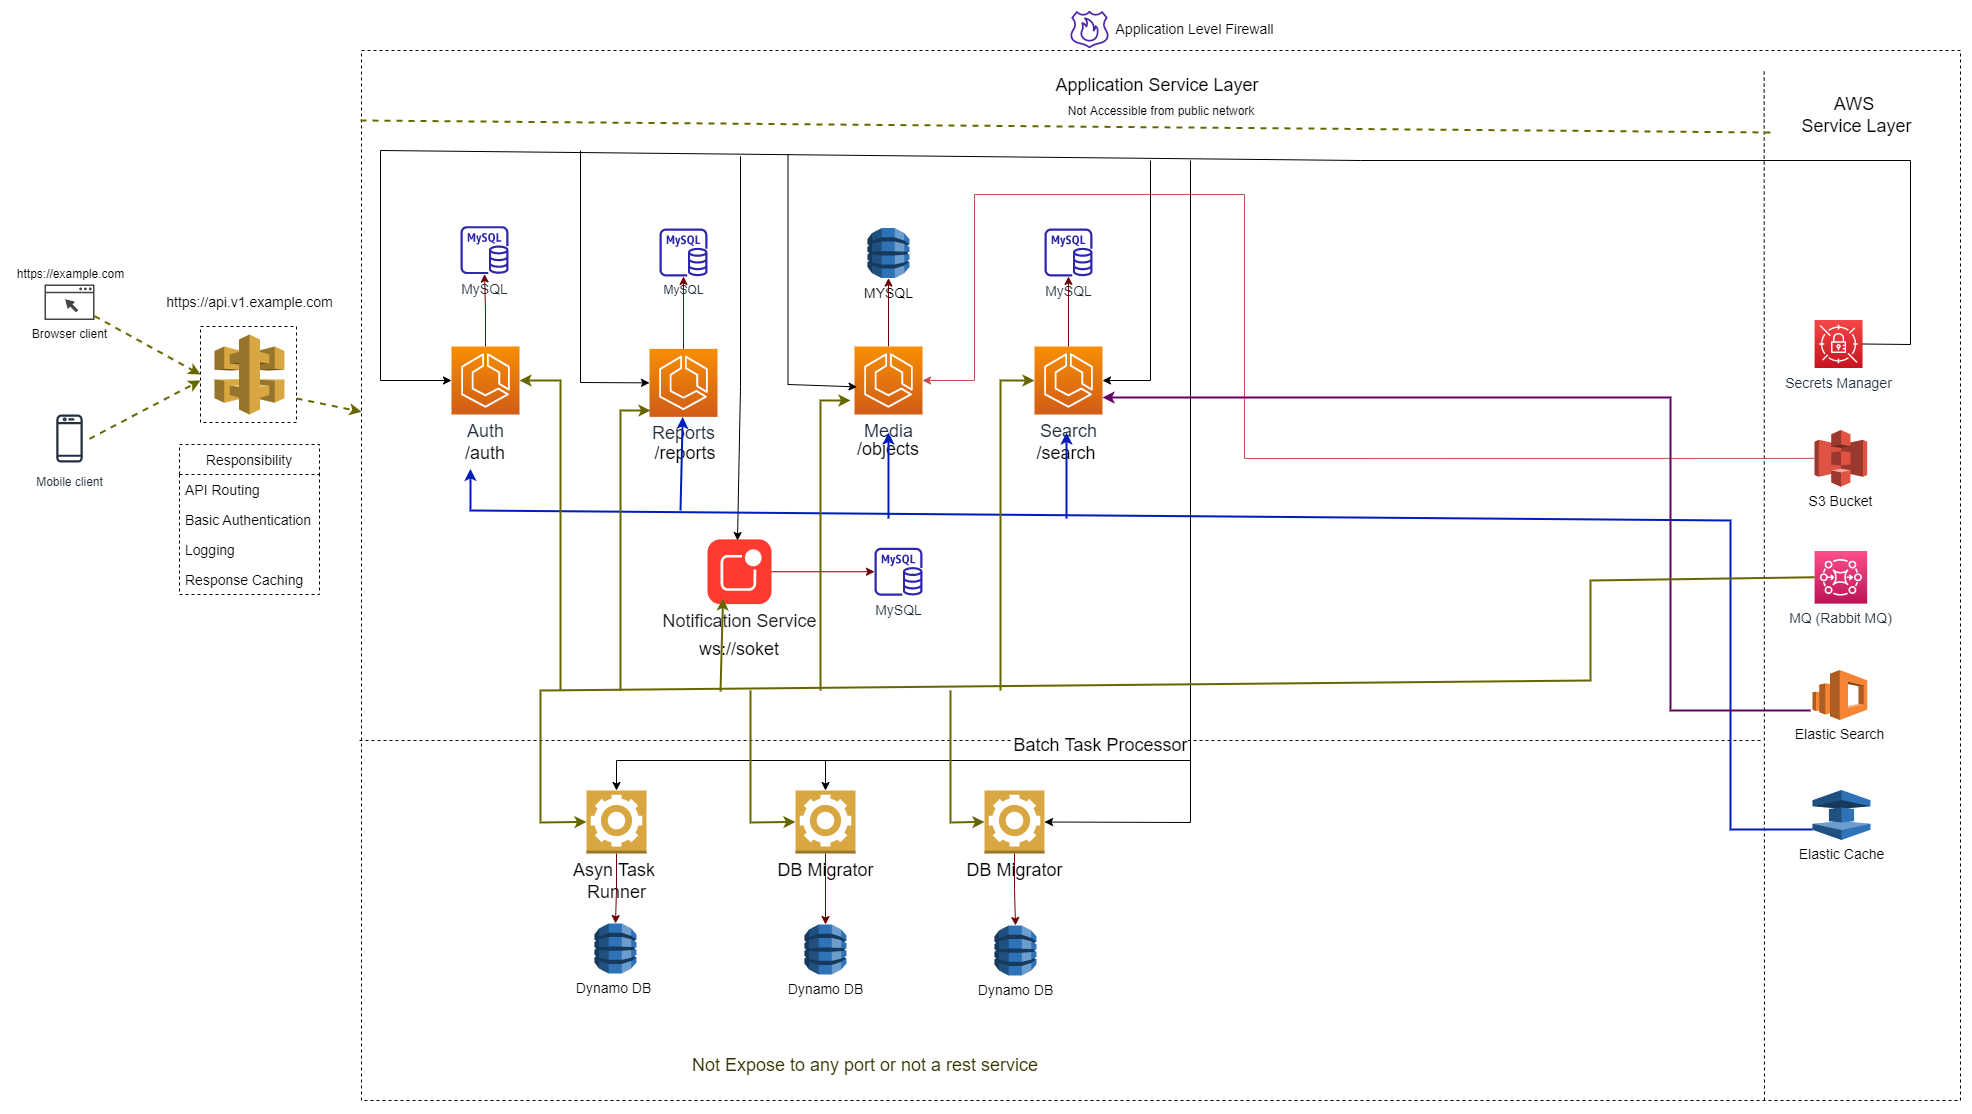 Application Level Firewall
Application Service Layer
Not Accessible from public network
AWS
Service Layer
https://example.com
Browser client
Mobile client
https://api.v1.example.com
Responsibility
API Routing
Basic Authentication
Logging
Response Caching
MySQL
MySQL
MySQL
MySQL
MYSQL
MySQL
MySQL
Auth
/auth
Reports
/reports
Media
/objects
Search
/search
Notification Service
ws://soket
MySQL
MySQL
Secrets Manager
S3 Bucket
MQ (Rabbit MQ)
Elastic Search
Elastic Cache
Batch Task Processor
Asyn Task
Runner
DB Migrator
DB Migrator
Dynamo DB
Dynamo DB
Dynamo DB
Not Expose to any port or not a rest service